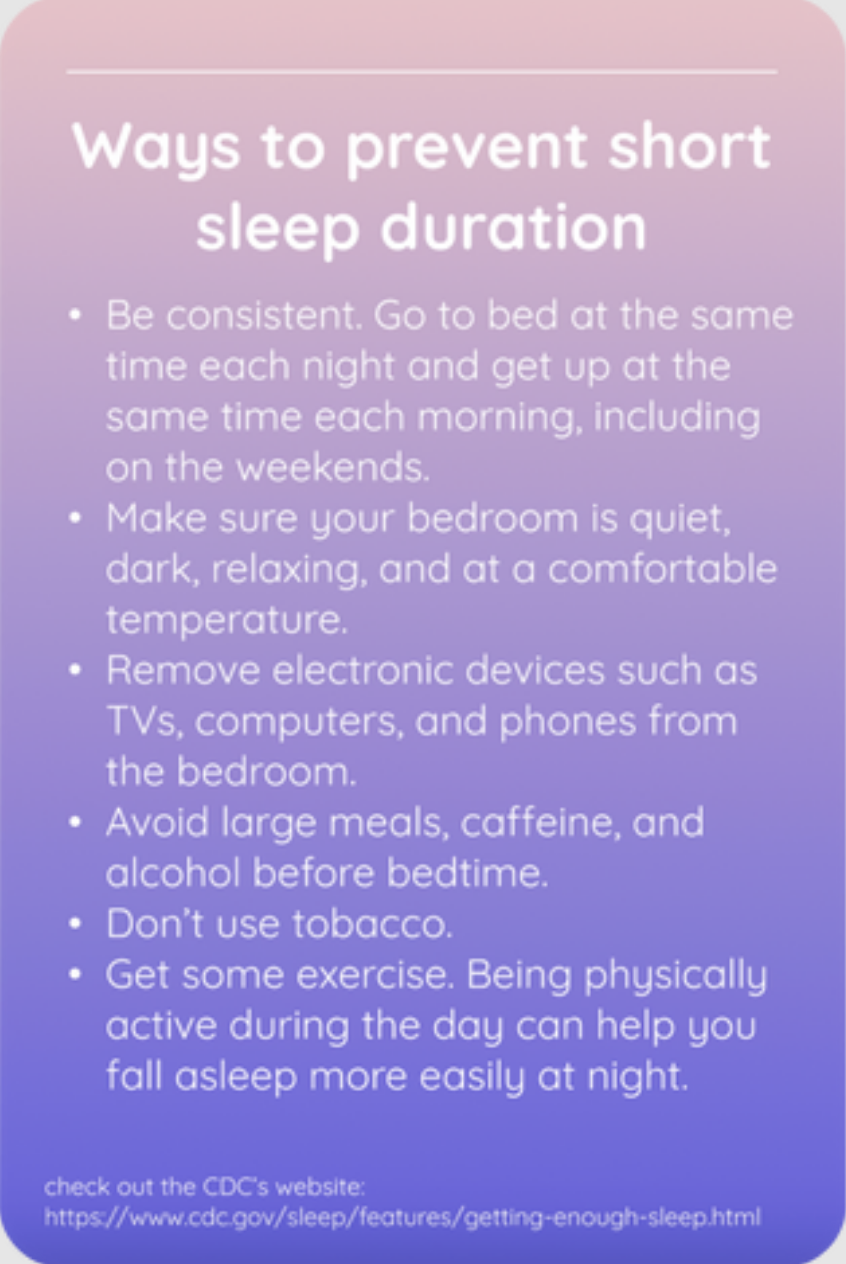 Ways to prevent short
sleep duration
• Be consistent. Go to bed at the same
time each night and get up at the
same time each morning, including
on the weekends.
• Make sure your bedroom is quiet,
dark, relaxing, and at a comfortable
temperature.
• Remove electronic devices such as
TVs, computers, and phones from
the bedroom.
• Avoid large meals, caffeine, and
alcohol before bedtime.
• Don’t use tobacco.
• Get some exercise. Being physically
active during the day can help you
fall asleep more easily at night.
check out the CDC's website:
https://www.cdc.gov/sleep/features/getting-enough-sleep.html